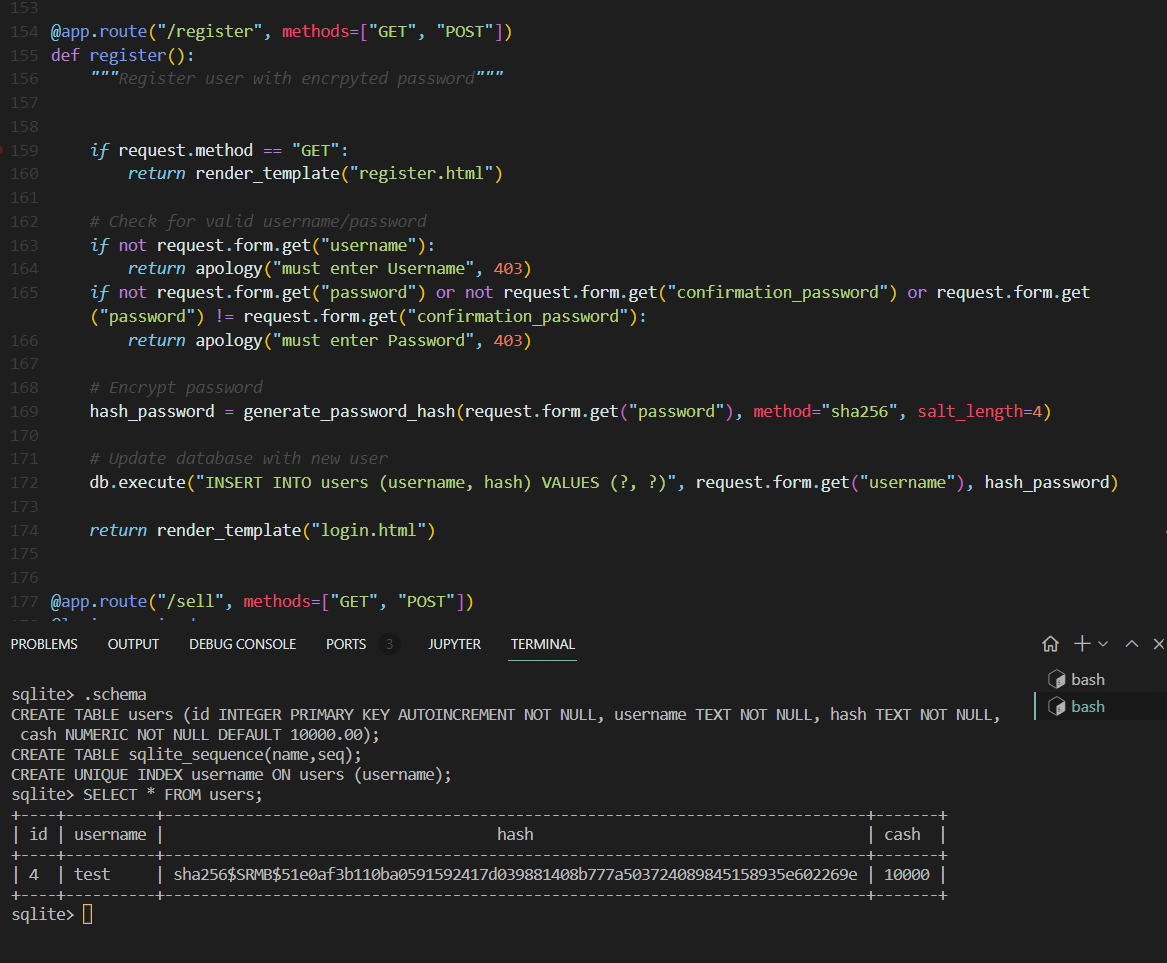 153
154 @app.route("/register", methods=["GET", "POST"])
155 def register():
156 """Register user with encrpyted password"""
157
158
159 if request.method == "GET":
160 return render_template("register.html")
161
162 # Check for valid username/password
163 if not request.form.get("username"):
164 return apology("must enter Username", 403)
165 if not request.form.get("password") or not request.form.get("confirmation_password") or request.form.get
("password") != request.form.get("confirmation_password"):
166 return apology("must enter Password", 403)
167
168 # Encrypt password
169 hash_password = generate_password_hash(request.form.get("password"), method="sha256", salt_length=4)
170
171 # Update database with new user
172 db.execute("INSERT INTO users (username, hash) VALUES (?, ?)", request.form.get("username"), hash_password)
173
174 return render_template("login.html")
175
176
177 @app.route("/sell", methods=["GET", "POST"])
PROBLEMS OUTPUT DEBUG CONSOLE PORTS 3 JUPYTER TERMINAL
bash
bash
sqlite> .schema
CREATE TABLE users (id INTEGER PRIMARY KEY AUTOINCREMENT NOT NULL, username TEXT NOT NULL, hash TEXT NOT NULL,
cash NUMERIC NOT NULL DEFAULT 10000.00);
CREATE TABLE sqlite_sequence(name,seq);
CREATE UNIQUE INDEX username ON users (username);
sqlite> SELECT * FROM users;
+----+----------+---------------------------------------------------------------------------+-------+
| id | username | hash | cash |
+----+----------+---------------------------------------------------------------------------+-------+
| 4 | test | sha256$SRMB$51e0af3b110ba0591592417d039881408b777a503724089845158935e602269e | 10000 |
+----+----------+---------------------------------------------------------------------------+-------+
sqlite>